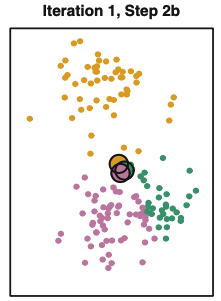 Iteration 1, Step 2b